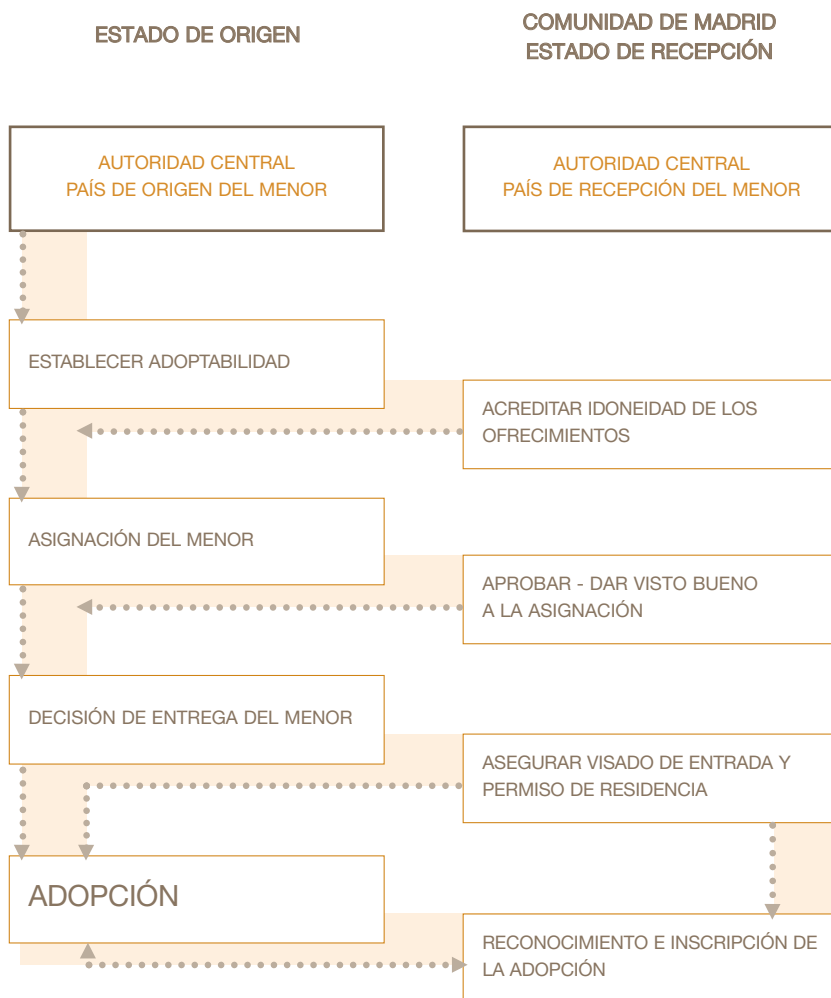 ESTADO DE ORIGEN
COMUNIDAD DE MADRID
ESTADO DE RECEPCIÓN
AUTORIDAD CENTRAL
PAÍS DE ORIGEN DEL MENOR
AUTORIDAD CENTRAL
PAÍS DE RECEPCIÓN DEL MENOR
ESTABLECER ADOPTABILIDAD
ACREDITAR IDONEIDAD DE LOS
OFRECIMIENTOS
ASIGNACIÓN DEL MENOR
APROBAR - DAR VISTO BUENO
A LA ASIGNACIÓN
DECISIÓN DE ENTREGA DEL MENOR
ASEGURAR VISADO DE ENTRADA Y
PERMISO DE RESIDENCIA
ADOPCIÓN
RECONOCIMIENTO E INSCRIPCIÓN DE
LA ADOPCIÓN